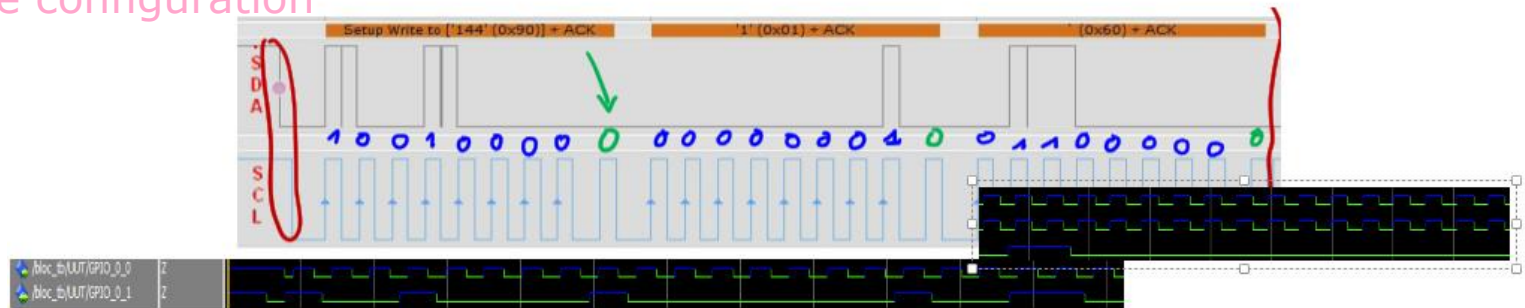 e configuration
Setup Write to ['144' (0x90)] + ACK
'1' (0x01) + ACK
` (0x60) + ACK
SDA
1 0 0 1 0 0 0 0 0 0 0 0 0 0 0 0 1 0 0 1 1 0 0 0 0 0 0
SCL
/bloc_tb/UUT/GPIO_0_0 Z
/bloc_tb/UUT/GPIO_0_1 Z